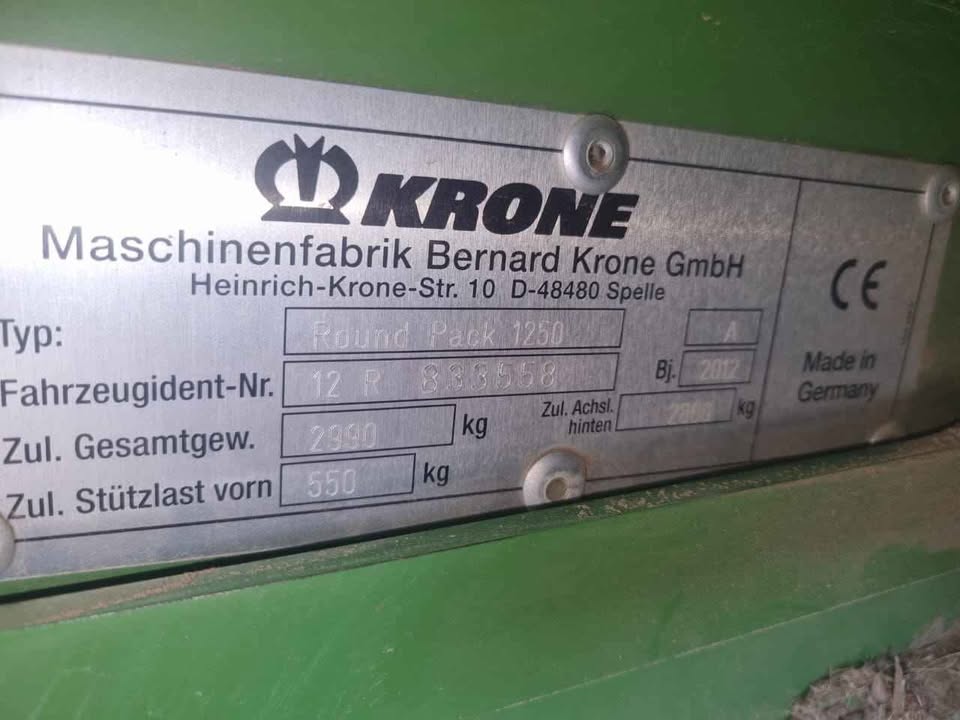 KRONE
Maschinenfabrik Bernard Krone GmbH
Heinrich-Krone-Str. 10 D-48480 Spelle
CE
Typ: Round Pack 1250 A
Fahrzeugident-Nr. 12 R 833558 Bj. 2012
Made in
Germany
Zul. Gesamtgew. 2990 kg Zul. Achsl. hinten kg
Zul. Stützlast vorn 550 kg